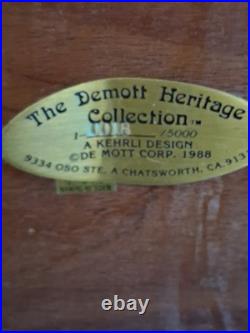 The Demott Heritage
Collection™
/5000
A KEHRLI DESIGN
©DE MOTT CORP. 1988
9334 OSO STE. A CHATSWORTH, CA. 913